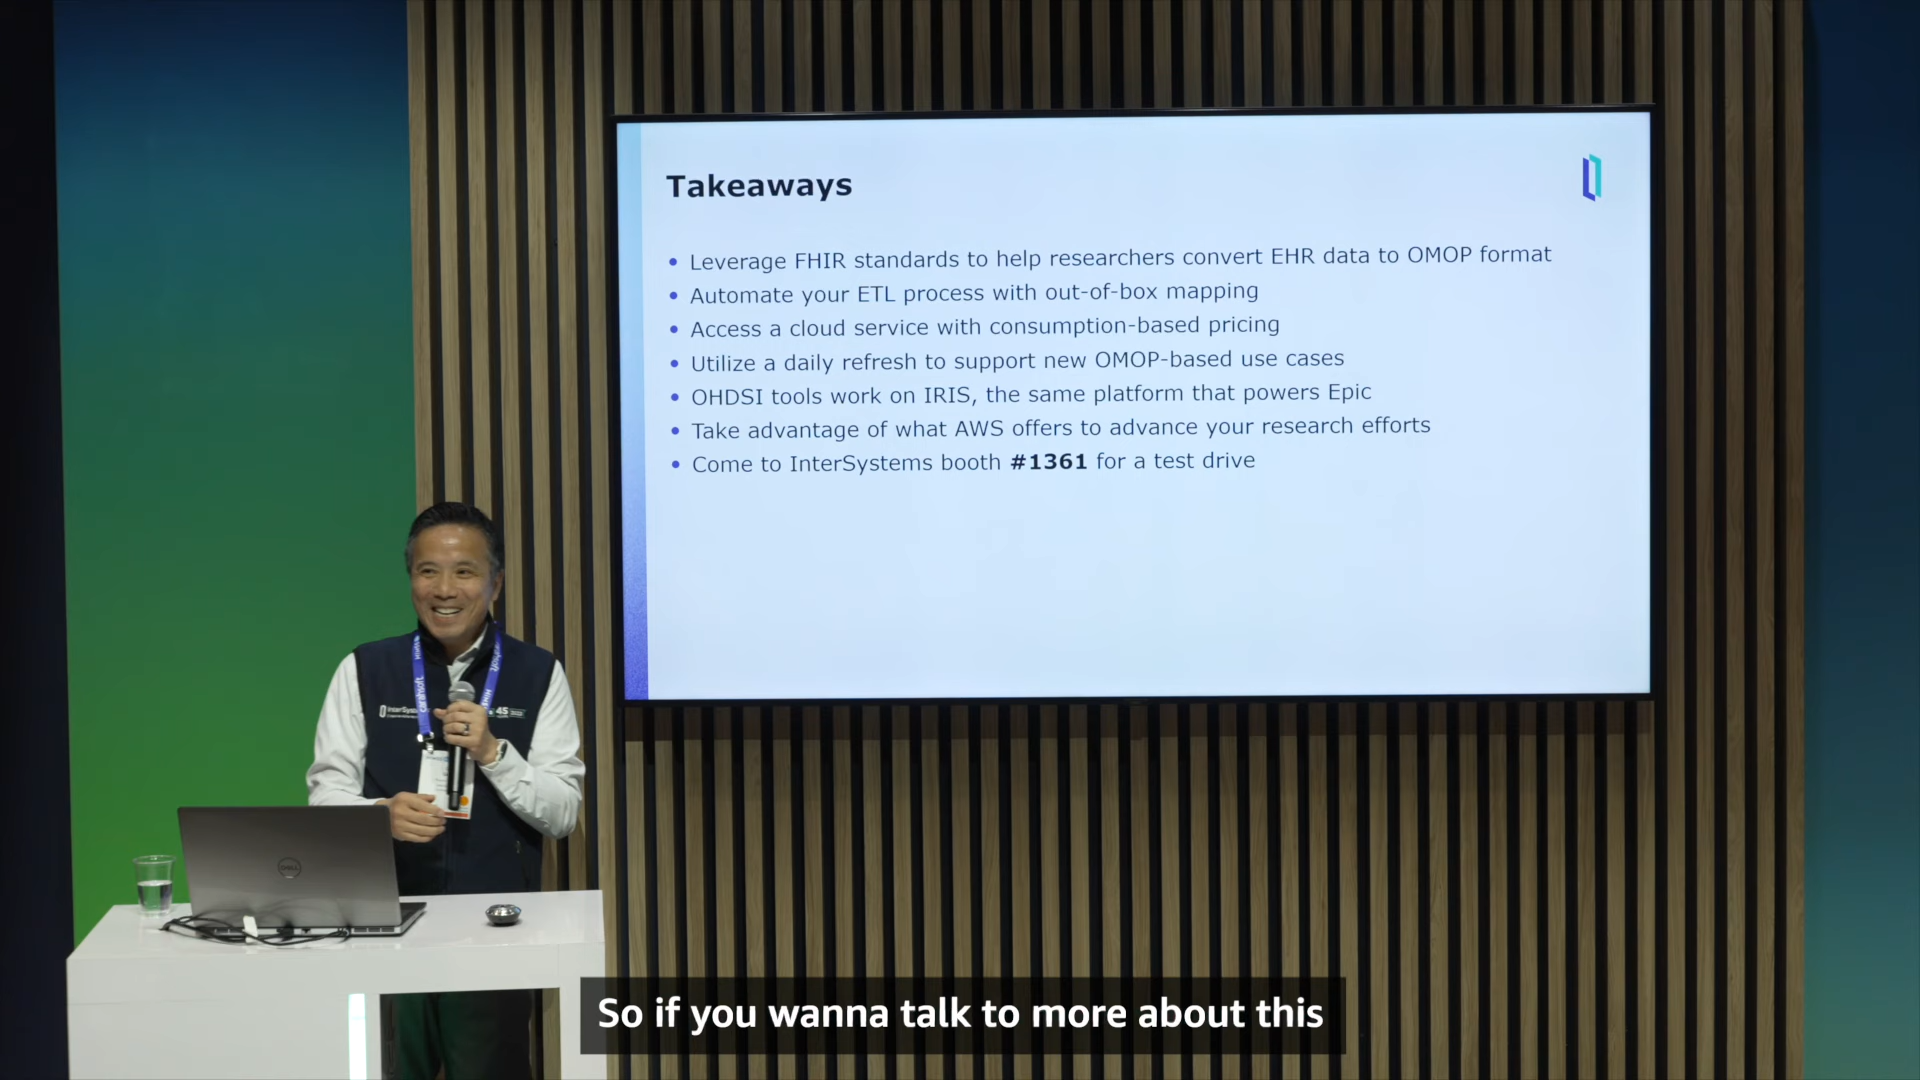 Takeaways
Leverage FHIR standards to help researchers convert EHR data to OMOP format
Automate your ETL process with out-of-box mapping
Access a cloud service with consumption-based pricing
Utilize a daily refresh to support new OMOP-based use cases
OHDSI tools work on IRIS, the same platform that powers Epic
Take advantage of what AWS offers to advance your research efforts
Come to InterSystems booth #1361 for a test drive
carahsoft
45
DELL
So if you wanna talk to more about this